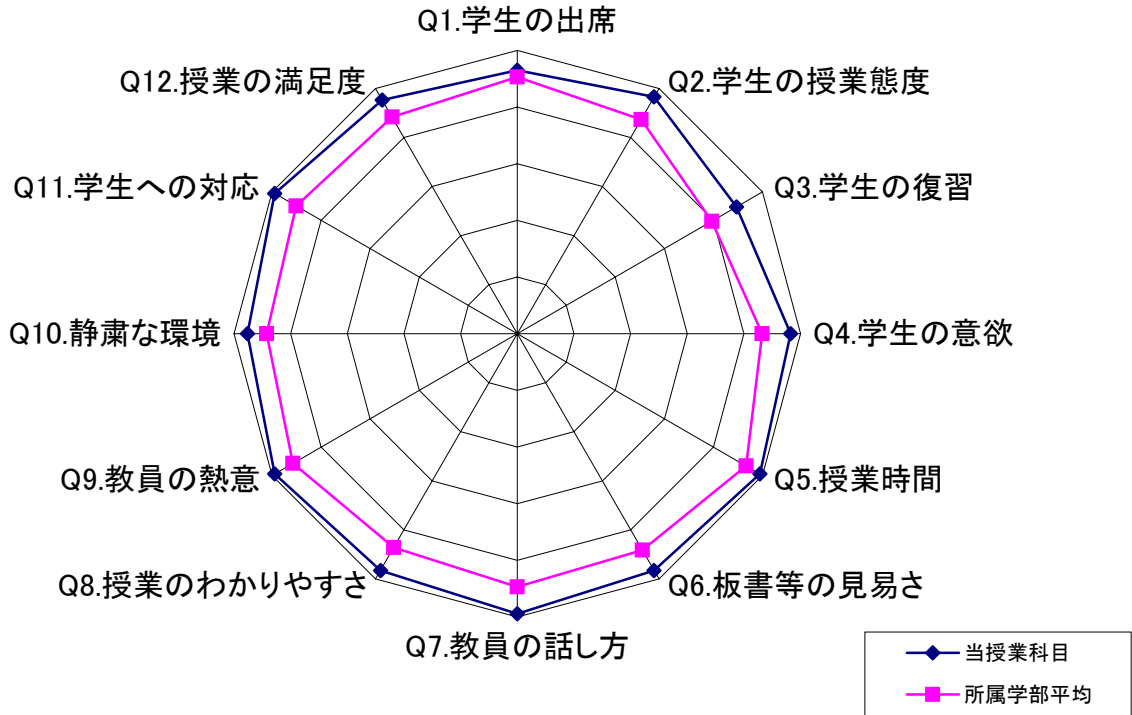 Q1.学生の出席
Q2.学生の授業態度
Q3.学生の復習
Q4.学生の意欲
Q5.授業時間
Q6.板書等の見易さ
Q7.教員の話し方
Q8.授業のわかりやすさ
Q9.教員の熱意
Q10.静粛な環境
Q11.学生への対応
Q12.授業の満足度
当授業科目
所属学部平均